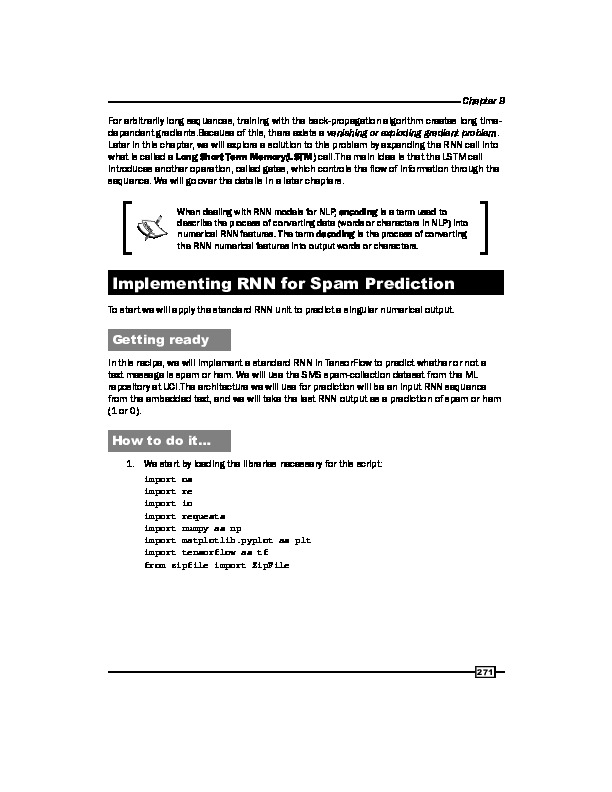 Chapter 9
For arbitrarily long sequences, training with the back-propagation algorithm creates long time-
dependent gradients.Because of this, there exists a vanishing or exploding gradient problem.
Later in this chapter, we will explore a solution to this problem by expanding the RNN cell into
what is called a Long Short Term Memory(LSTM) cell.The main idea is that the LSTM cell
introduces another operation, called gates, which controls the flow of information through the
sequence. We will go over the details in a later chapters.
When dealing with RNN models for NLP, encoding is a term used to
describe the process of converting data (words or characters in NLP) into
numerical RNN features. The term decoding is the process of converting
the RNN numerical features into output words or characters.
Implementing RNN for Spam Prediction
To start we will apply the standard RNN unit to predict a singular numerical output.
Getting ready
In this recipe, we will implement a standard RNN in TensorFlow to predict whether or not a
text message is spam or ham. We will use the SMS spam-collection dataset from the ML
repository at UCI.The architecture we will use for prediction will be an input RNN sequence
from the embedded text, and we will take the last RNN output as a prediction of spam or ham
(1 or 0).
How to do it...
1. We start by loading the libraries necessary for this script:
import os
import re
import io
import requests
import numpy as np
import matplotlib.pyplot as plt
import tensorflow as tf
from zipfile import ZipFile
271